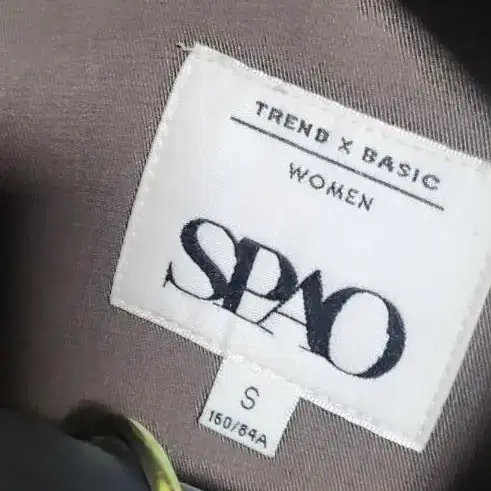 TREND X BASIC
WOMEN
SPAO
S
160/84A